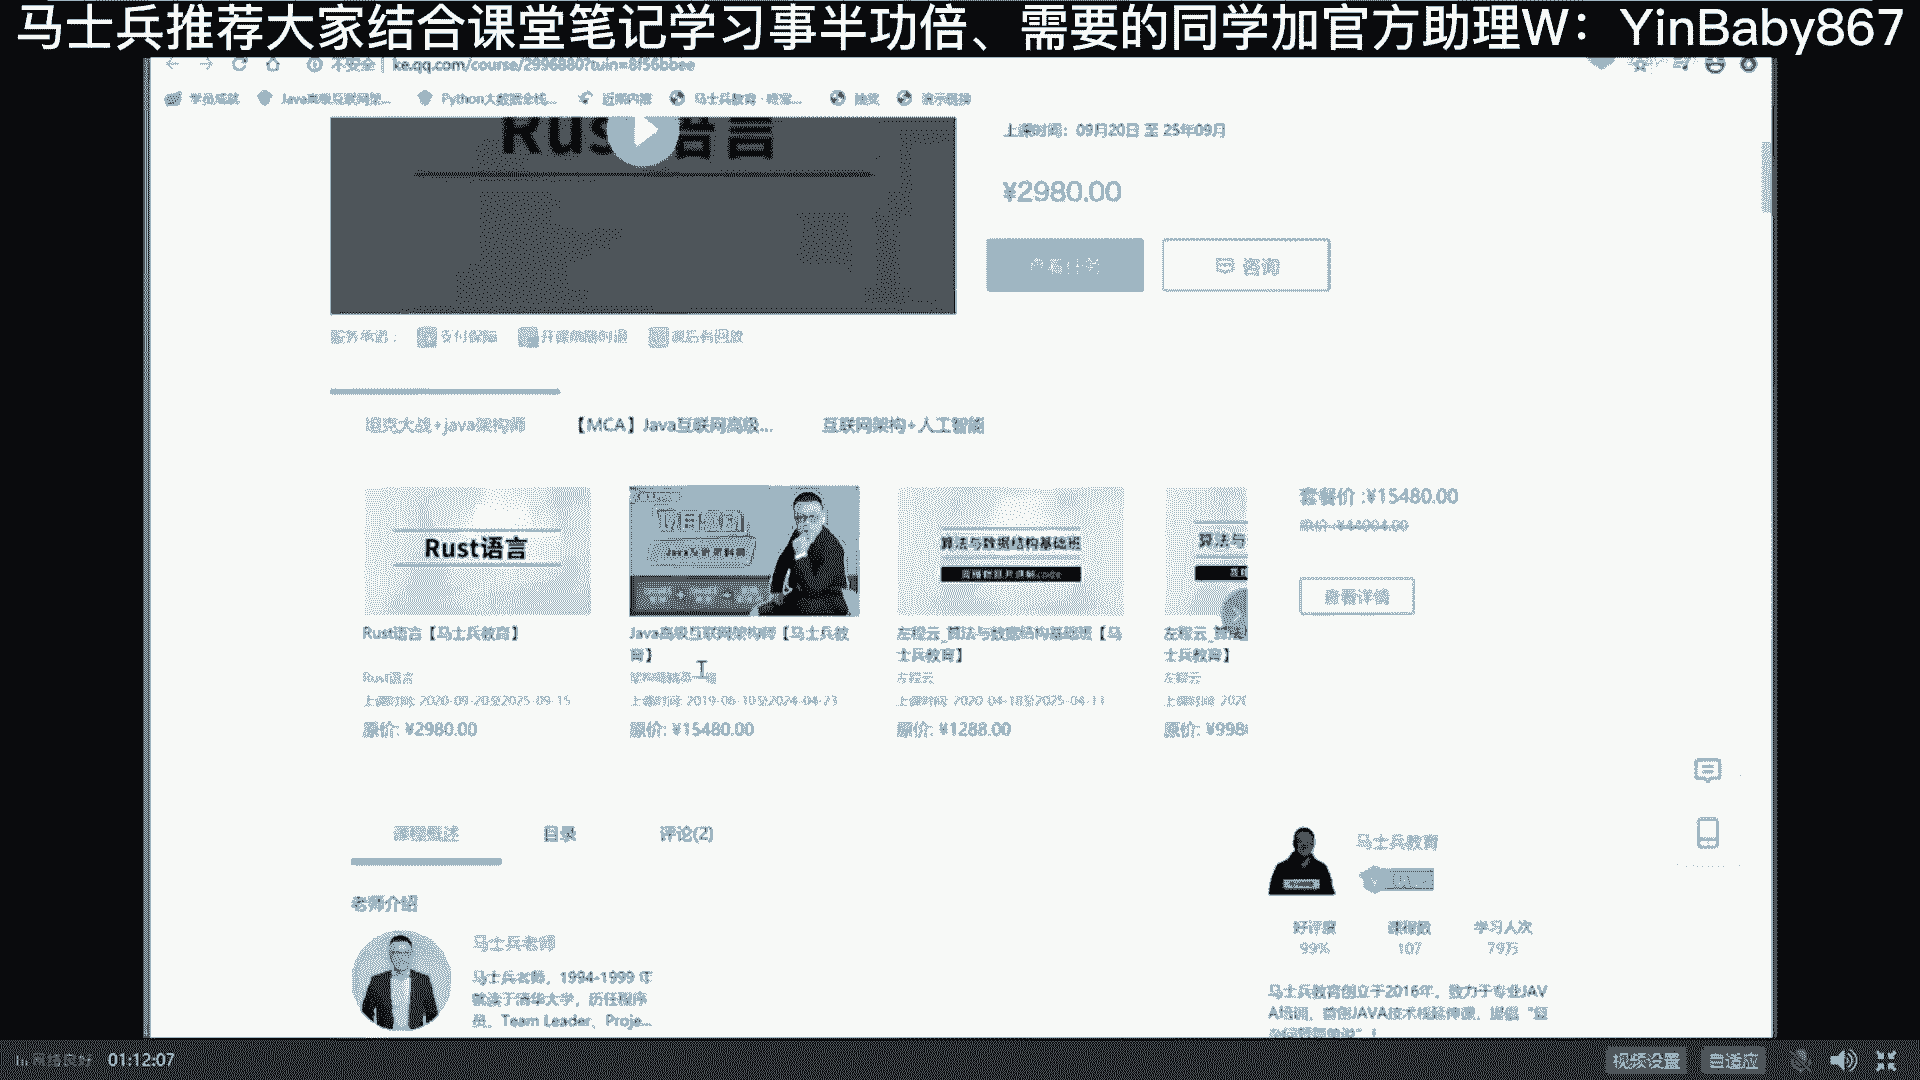 马士兵推荐大家结合课堂笔记学习事半功倍、需要的同学加官方助理W：YinBaby867
不安全 | ke.qq.com/course/2996880?tuin=8f56bbee
学员成就 Java高级互联网架... Python大数据全栈... 近期内推 马士兵教育 抽奖 演示链接
Rust语言
上课时间：09月20日 至 25年09月
¥2980.00
咨询
服务承诺： 支付保障 课后有回放
坦克大战+java架构师 【MCA】Java互联网高级... 互联网架构+人工智能
Rust语言
算法与数据结构基础班
算法与
套餐价 :¥15480.00
原价 :¥44004.00
查看详情
Rust语言【马士兵教育】
Java高级互联网架构师【马士兵教
育】
左程云_算法与数据结构基础班【马
士兵教育】
左程云_算法
士兵教育】
Rust语言
左程云
左程云
上课时间: 2020-09-20至2025-09-15
上课时间: 2019-06-10至2024-04-23
上课时间: 2020-04-18至2025-04-11
上课时间: 2020
原价: ¥2980.00
原价: ¥15480.00
原价: ¥1288.00
原价: ¥998
课程概述 目录 评论(2)
马士兵教育
老师介绍
好评度 课程数 学习人次
99% 107 79万
马士兵老师
马士兵老师，1994-1999 年
就读于清华大学，历任程序
员、Team Leader、Proje...
马士兵教育创立于2016年，致力于专业JAV
A培训，首创JAVA技术栈延伸课，提倡“复
杂问题简单说”！
网络良好 01:12:07
视频设置 自适应